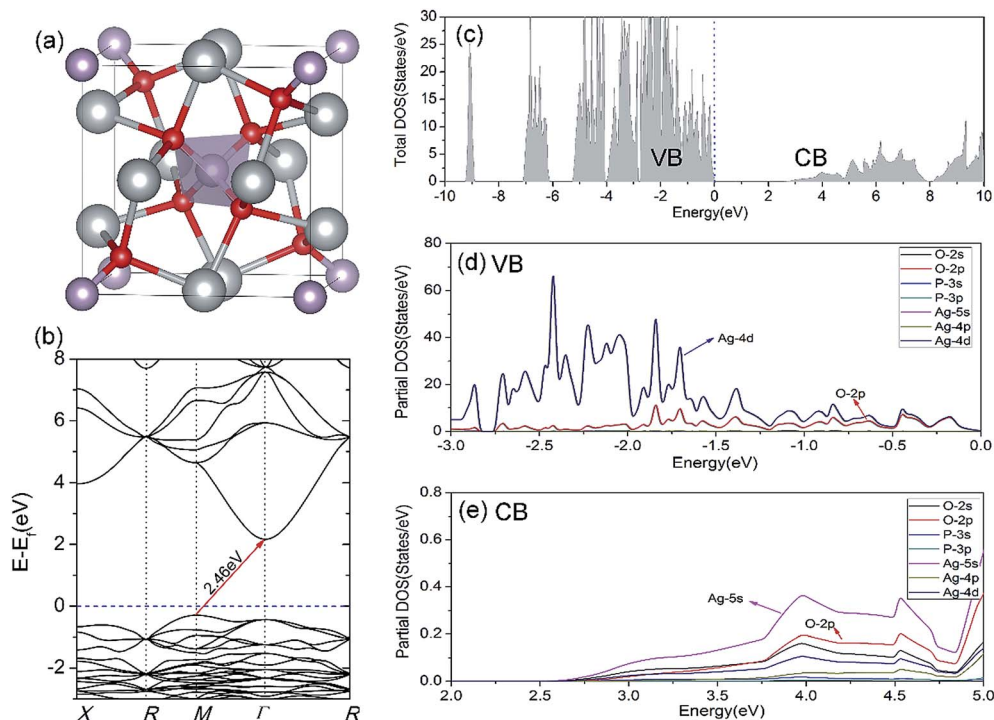 (a)
(b)
8
6
4
2
0
-2
E-E_f(eV)
2.46eV
X R M Γ R
(c)
30
25
20
15
10
5
0
Total DOS(States/eV)
VB CB
-10 -8 -6 -4 -2 0 2 4 6 8 10
Energy(eV)
(d) VB
80
60
40
20
0
Partial DOS(States/eV)
Ag-4d
O-2p
O-2s
O-2p
P-3s
P-3p
Ag-5s
Ag-4p
Ag-4d
-3.0 -2.5 -2.0 -1.5 -1.0 -0.5 0.0
Energy(eV)
(e) CB
0.8
0.6
0.4
0.2
0.0
Partial DOS(States/eV)
Ag-5s
O-2p
O-2s
O-2p
P-3s
P-3p
Ag-5s
Ag-4p
Ag-4d
2.0 2.5 3.0 3.5 4.0 4.5 5.0
Energy(eV)